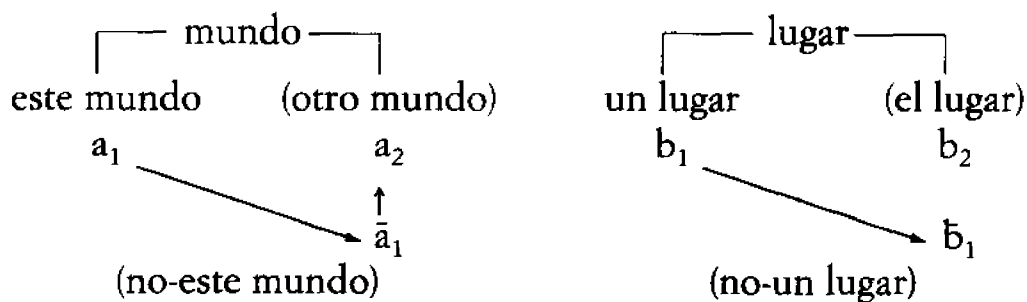 mundo lugar
este mundo (otro mundo) un lugar (el lugar)
a₁ a₂ b₁ b₂
ā₁ b̄₁
(no-este mundo) (no-un lugar)